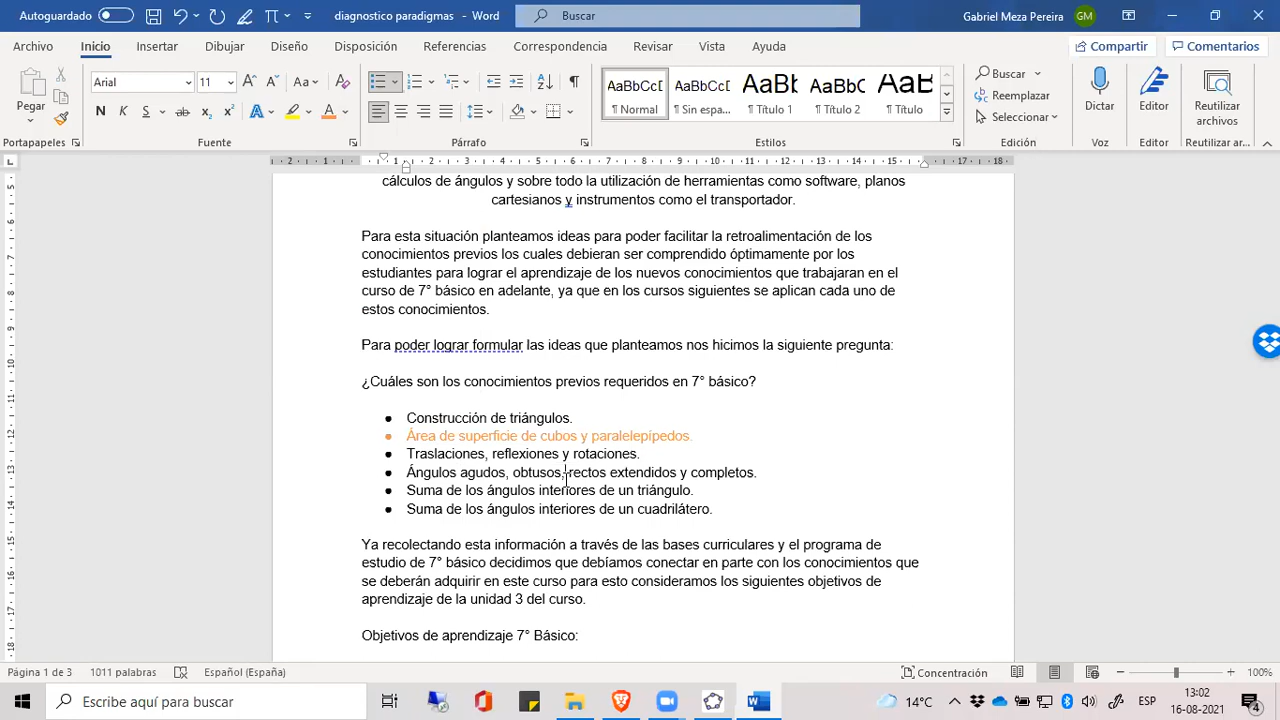 Autoguardado
diagnostico paradigmas - Word
Buscar
Gabriel Meza Pereira
GM
Archivo Inicio Insertar Dibujar Diseño Disposición Referencias Correspondencia Revisar Vista Ayuda
Compartir
Comentarios
Pegar
Arial
11
Aa
N K S ab x₂ x²
A
AaBbCcD
¶ Normal
AaBbCcD
¶ Sin espa...
AaBbC
¶ Título 1
AaBbCc
¶ Título 2
AaBbC
¶ Título
Buscar
Reemplazar
Seleccionar
Dictar
Editor
Reutilizar
archivos
Portapapeles
Fuente
Párrafo
Estilos
Edición
Voz
Editor
Reutilizar ar...
cálculos de ángulos y sobre todo la utilización de herramientas como software, planos
cartesianos y instrumentos como el transportador.
Para esta situación planteamos ideas para poder facilitar la retroalimentación de los
conocimientos previos los cuales debieran ser comprendido óptimamente por los
estudiantes para lograr el aprendizaje de los nuevos conocimientos que trabajaran en el
curso de 7° básico en adelante, ya que en los cursos siguientes se aplican cada uno de
estos conocimientos.
Para poder lograr formular las ideas que planteamos nos hicimos la siguiente pregunta:
¿Cuáles son los conocimientos previos requeridos en 7° básico?
● Construcción de triángulos.
● Área de superficie de cubos y paralelepípedos.
● Traslaciones, reflexiones y rotaciones.
● Ángulos agudos, obtusos, rectos extendidos y completos.
● Suma de los ángulos interiores de un triángulo.
● Suma de los ángulos interiores de un cuadrilátero.
Ya recolectando esta información a través de las bases curriculares y el programa de
estudio de 7° básico decidimos que debíamos conectar en parte con los conocimientos que
se deberán adquirir en este curso para esto consideramos los siguientes objetivos de
aprendizaje de la unidad 3 del curso.
Objetivos de aprendizaje 7° Básico:
Página 1 de 3
1011 palabras
Español (España)
Concentración
100%
Escribe aquí para buscar
14°C
ESP
13:02
16-08-2021
4